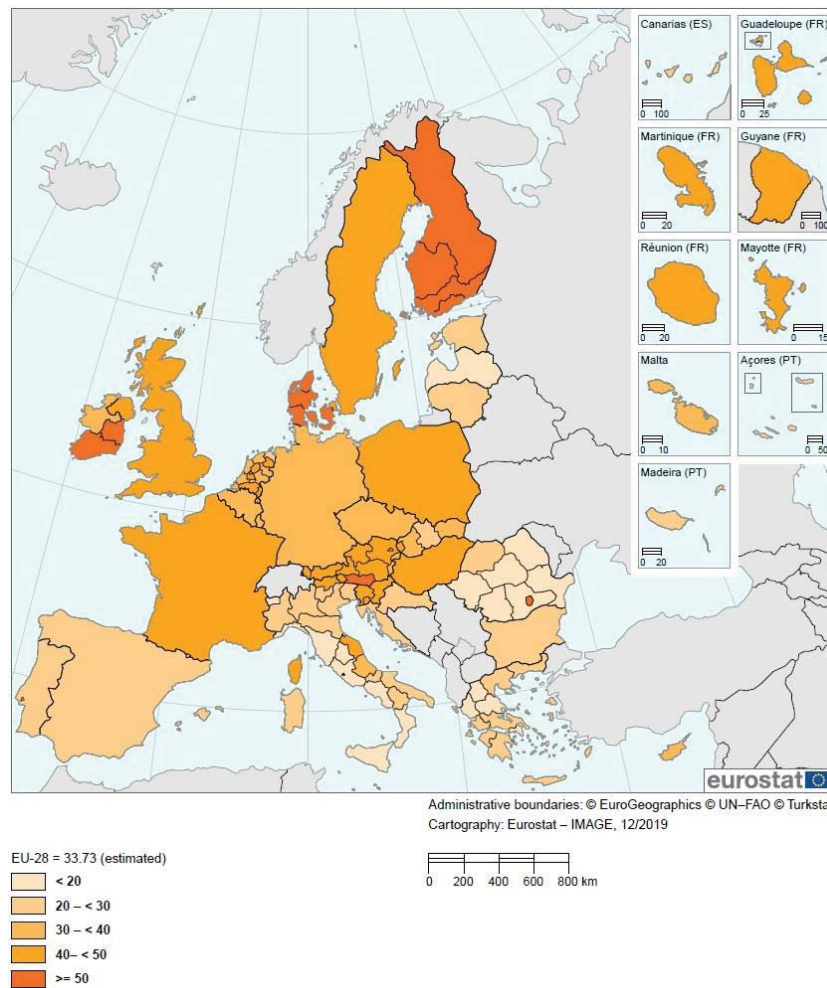 Canarias (ES)
0 100
Guadeloupe (FR)
0 25
Martinique (FR)
0 20
Guyane (FR)
0 100
Réunion (FR)
0 20
Mayotte (FR)
0 15
Malta
0 10
Açores (PT)
0 50
Madeira (PT)
0 20
eurostat
Administrative boundaries: © EuroGeographics © UN–FAO © Turksta
Cartography: Eurostat – IMAGE, 12/2019
EU-28 = 33.73 (estimated)
0 200 400 600 800 km
< 20
20 – < 30
30 – < 40
40– < 50
>= 50